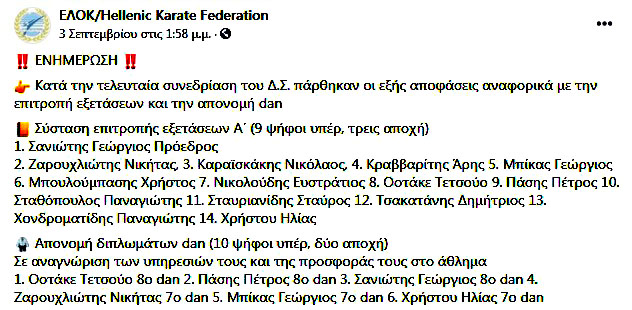 ΕΛΟΚ/Hellenic Karate Federation
3 Σεπτεμβρίου στις 1:58 μ.μ. ·
‼️ ΕΝΗΜΕΡΩΣΗ ‼️
👉 Κατά την τελευταία συνεδρίαση του Δ.Σ. πάρθηκαν οι εξής αποφάσεις αναφορικά με την
επιτροπή εξετάσεων και την απονομή dan
📙 Σύσταση επιτροπής εξετάσεων Α΄ (9 ψήφοι υπέρ, τρεις αποχή)
1. Σανιώτης Γεώργιος Πρόεδρος
2. Ζαρουχλιώτης Νικήτας, 3. Καραϊσκάκης Νικόλαος, 4. Κραββαρίτης Άρης 5. Μπίκας Γεώργιος
6. Μπουλούμπασης Χρήστος 7. Νικολούδης Ευστράτιος 8. Οοτάκε Τετσούο 9. Πάσης Πέτρος 10.
Σταθόπουλος Παναγιώτης 11. Σταυριανίδης Σταύρος 12. Τσακατάνης Δημήτριος 13.
Χονδροματίδης Παναγιώτης 14. Χρήστου Ηλίας
🥋 Απονομή διπλωμάτων dan (10 ψήφοι υπέρ, δύο αποχή)
Σε αναγνώριση των υπηρεσιών τους και της προσφοράς τους στο άθλημα
1. Οοτάκε Τετσούο 8ο dan 2. Πάσης Πέτρος 8ο dan 3. Σανιώτης Γεώργιος 8ο dan 4.
Ζαρουχλιώτης Νικήτας 7ο dan 5. Μπίκας Γεώργιος 7ο dan 6. Χρήστου Ηλίας 7ο dan